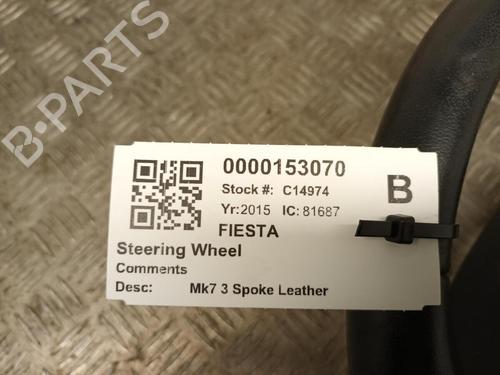 B-PARTS
0000153070
Stock #: C14974
B
Yr:2015 IC: 81687
FIESTA
Steering Wheel
Comments
Desc: Mk7 3 Spoke Leather